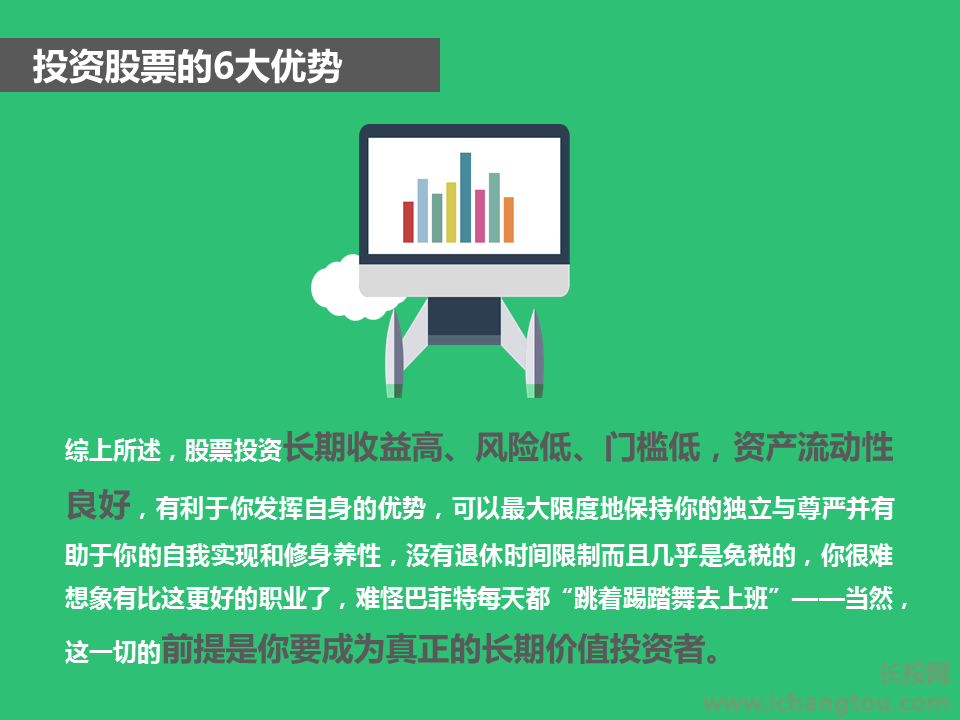 投资股票的6大优势
综上所述，股票投资长期收益高、风险低、门槛低，资产流动性
良好，有利于你发挥自身的优势，可以最大限度地保持你的独立与尊严并有
助于你的自我实现和修身养性，没有退休时间限制而且几乎是免税的，你很难
想象有比这更好的职业了，难怪巴菲特每天都“跳着踢踏舞去上班”——当然，
这一切的前提是你要成为真正的长期价值投资者。
长投网
www.ichangtou.com